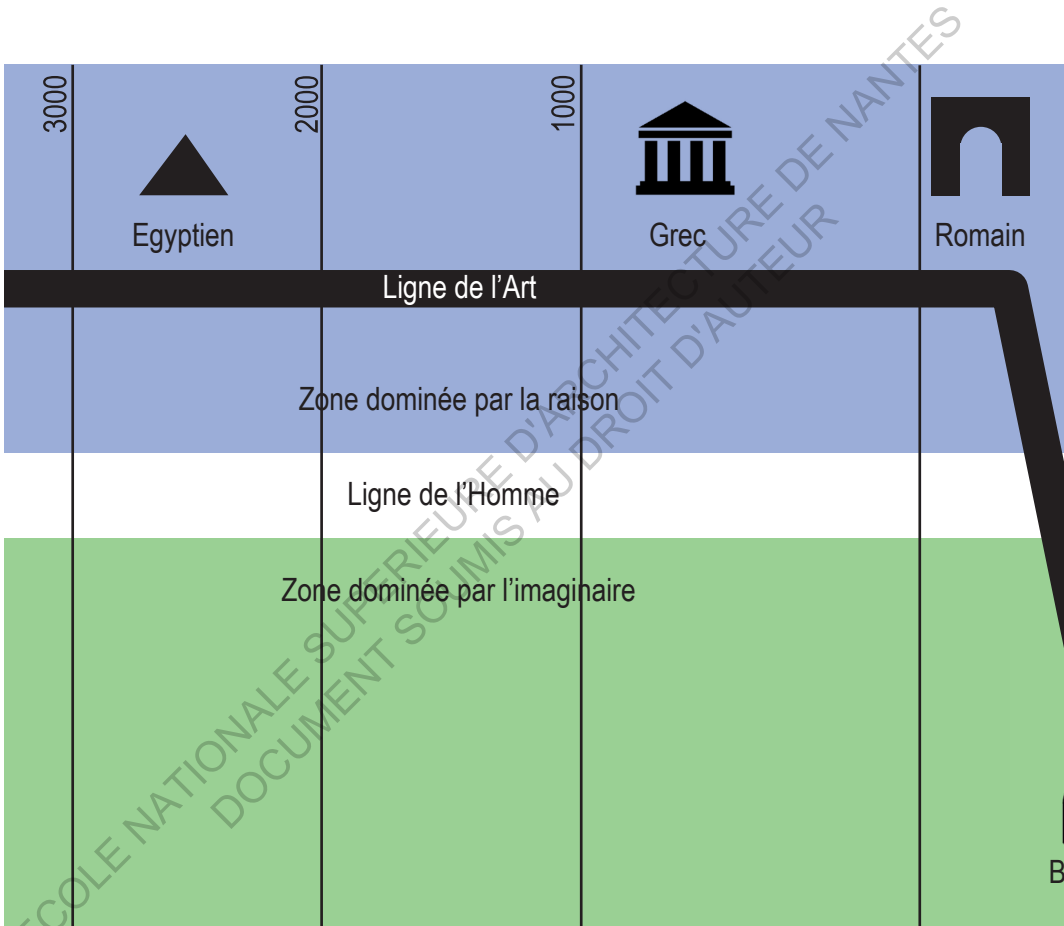 3000
2000
1000
Egyptien
Grec
Romain
Ligne de l’Art
Zone dominée par la raison
Ligne de l’Homme
Zone dominée par l’imaginaire
B
ECOLE NATIONALE SUPERIEURE D'ARCHITECTURE DE NANTES
DOCUMENT SOUMIS AU DROIT D'AUTEUR